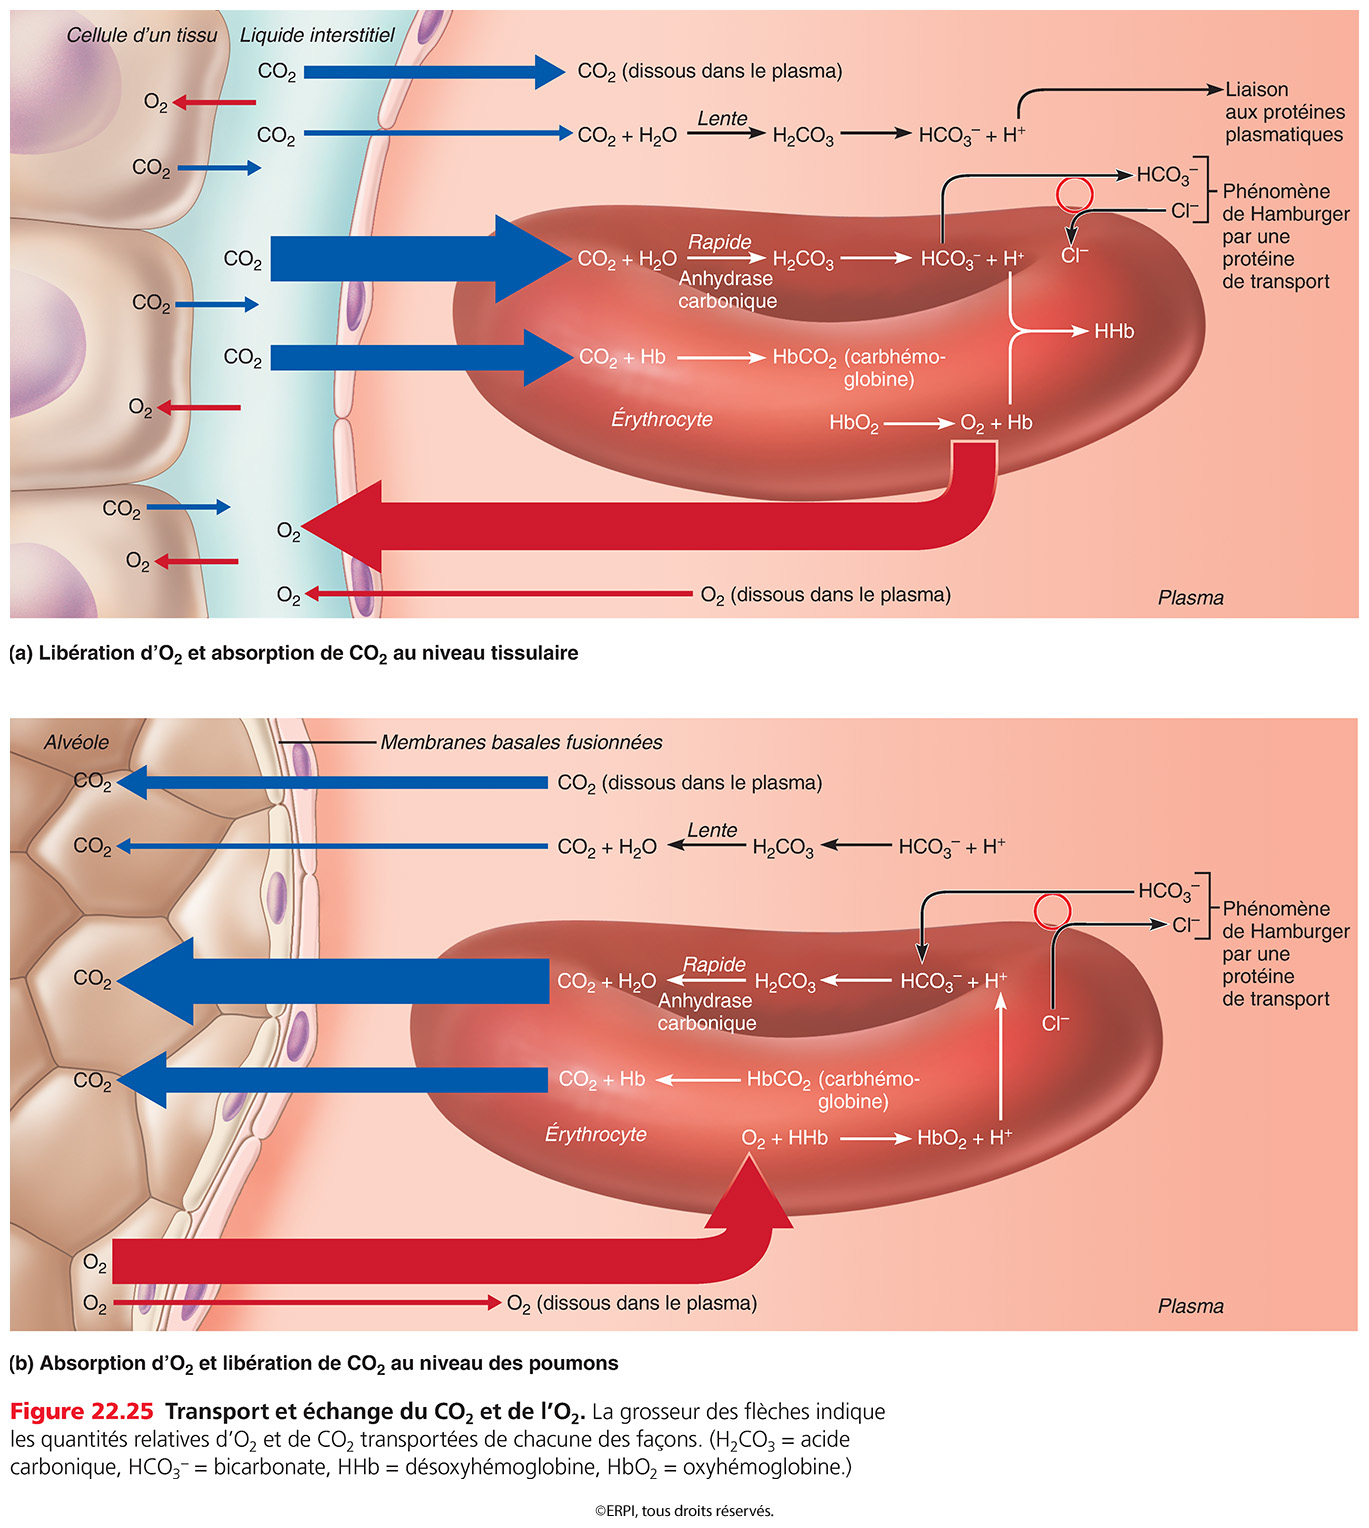 Cellule d'un tissu
Liquide interstitiel
CO₂
CO₂ (dissous dans le plasma)
O₂
CO₂
CO₂ + H₂O
Lente
H₂CO₃
HCO₃⁻ + H⁺
Liaison
aux protéines
plasmatiques
CO₂
HCO₃⁻
Cl⁻
Phénomène
de Hamburger
par une
protéine
de transport
CO₂
CO₂ + H₂O
Rapide
Anhydrase
carbonique
H₂CO₃
HCO₃⁻ + H⁺
Cl⁻
CO₂
HHb
CO₂
CO₂ + Hb
HbCO₂ (carbhémo-
globine)
O₂
Érythrocyte
HbO₂
O₂ + Hb
CO₂
O₂
O₂
O₂
O₂ (dissous dans le plasma)
Plasma
(a) Libération d’O₂ et absorption de CO₂ au niveau tissulaire
Alvéole
Membranes basales fusionnées
CO₂
CO₂ (dissous dans le plasma)
CO₂
CO₂ + H₂O
Lente
H₂CO₃
HCO₃⁻ + H⁺
HCO₃⁻
Cl⁻
Phénomène
de Hamburger
par une
protéine
de transport
CO₂
CO₂ + H₂O
Rapide
Anhydrase
carbonique
H₂CO₃
HCO₃⁻ + H⁺
Cl⁻
CO₂
CO₂ + Hb
HbCO₂ (carbhémo-
globine)
Érythrocyte
O₂ + HHb
HbO₂ + H⁺
O₂
O₂
O₂ (dissous dans le plasma)
Plasma
(b) Absorption d’O₂ et libération de CO₂ au niveau des poumons
Figure 22.25 Transport et échange du CO₂ et de l’O₂. La grosseur des flèches indique
les quantités relatives d’O₂ et de CO₂ transportées de chacune des façons. (H₂CO₃ = acide
carbonique, HCO₃⁻ = bicarbonate, HHb = désoxyhémoglobine, HbO₂ = oxyhémoglobine.)
©ERPI, tous droits réservés.